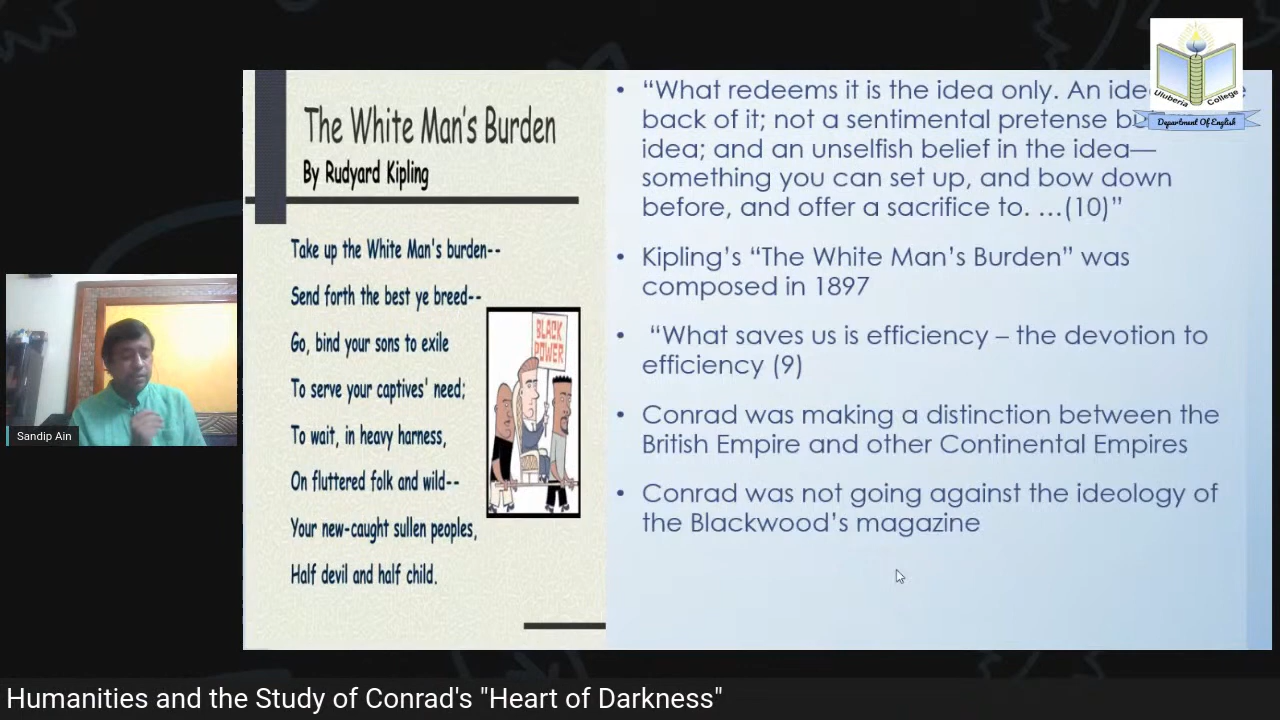 The White Man's Burden
By Rudyard Kipling
Take up the White Man's burden--
Send forth the best ye breed--
Go, bind your sons to exile
To serve your captives' need;
To wait, in heavy harness,
On fluttered folk and wild--
Your new-caught sullen peoples,
Half devil and half child.
BLACK
POWER
• “What redeems it is the idea only. An
back of it; not a sentimental pretense
idea; and an unselfish belief in the idea—
something you can set up, and bow down
before, and offer a sacrifice to. …(10)”
• Kipling’s “The White Man’s Burden” was
composed in 1897
• “What saves us is efficiency – the devotion to
efficiency (9)
• Conrad was making a distinction between the
British Empire and other Continental Empires
• Conrad was not going against the ideology of
the Blackwood’s magazine
Uluberia College
Department Of English
Sandip Ain
Humanities and the Study of Conrad's "Heart of Darkness"